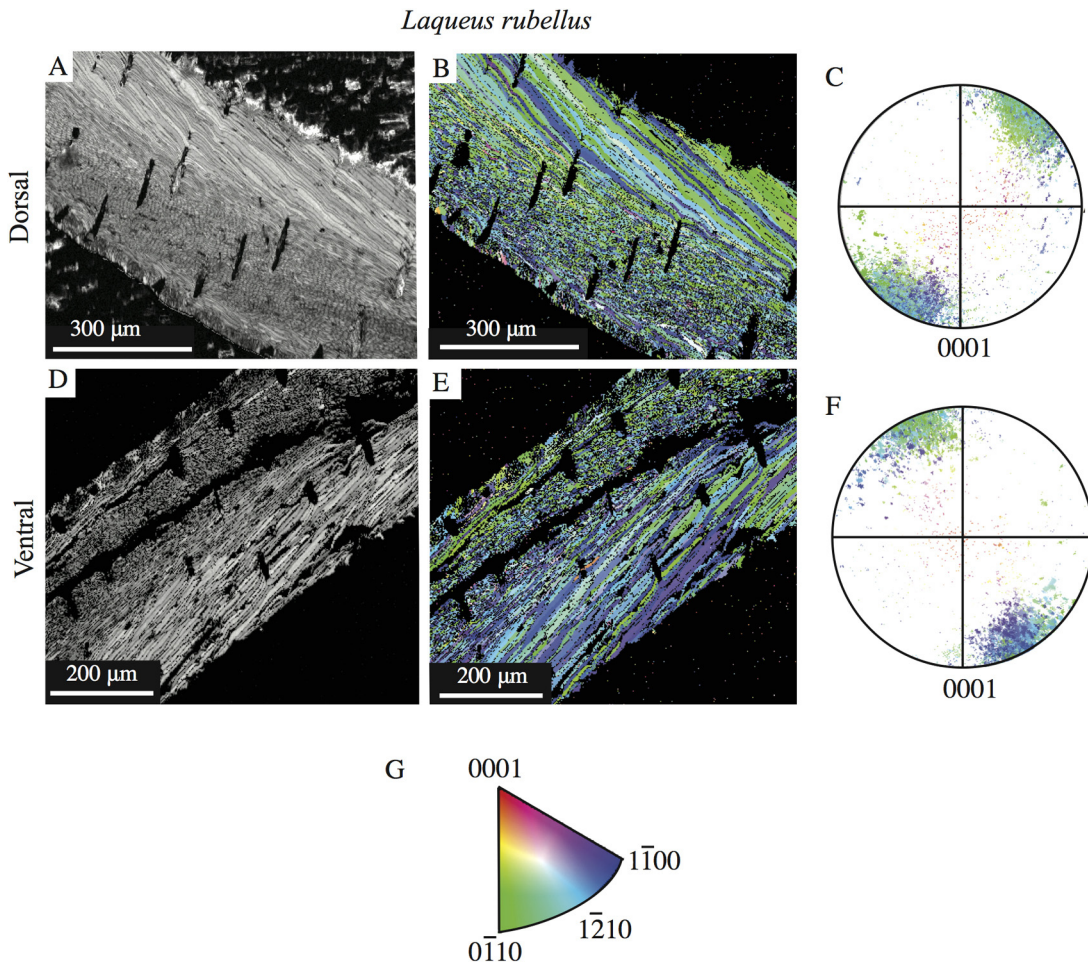 Laqueus rubellus
Dorsal
A
300 µm
B
300 µm
C
0001
Ventral
D
200 µm
E
200 µm
F
0001
G
0001
11̅00
12̅10
01̅10